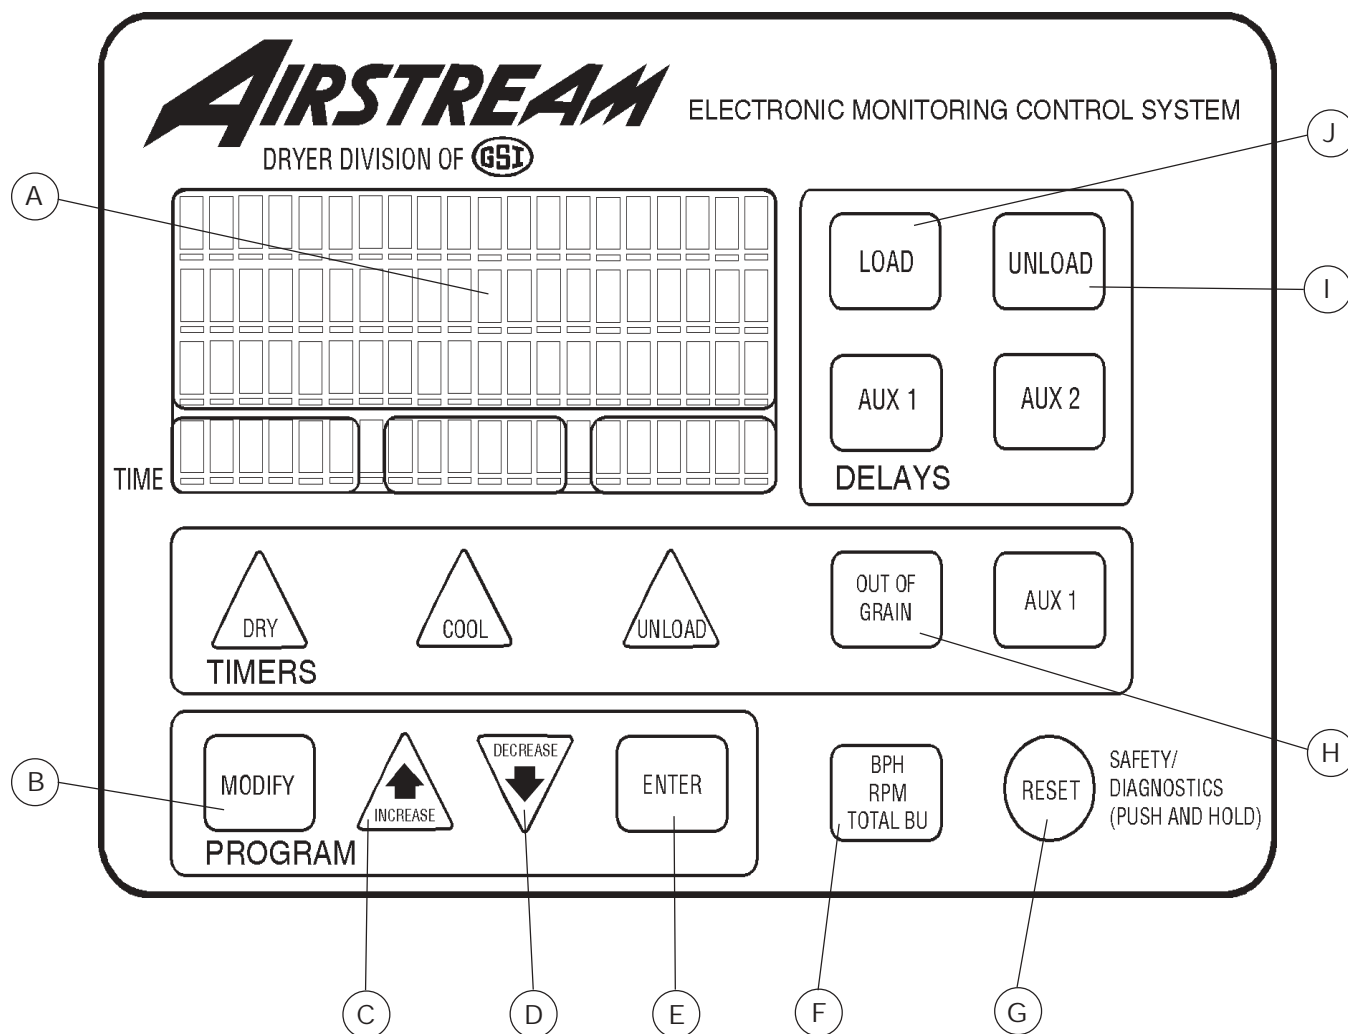 AIRSTREAM
ELECTRONIC MONITORING CONTROL SYSTEM
DRYER DIVISION OF GSI
J
A
LOAD
UNLOAD
I
AUX 1
AUX 2
TIME
DELAYS
DRY
COOL
UNLOAD
OUT OF
GRAIN
AUX 1
TIMERS
B
MODIFY
INCREASE
DECREASE
ENTER
PROGRAM
BPH
RPM
TOTAL BU
RESET
SAFETY/
DIAGNOSTICS
(PUSH AND HOLD)
H
C
D
E
F
G